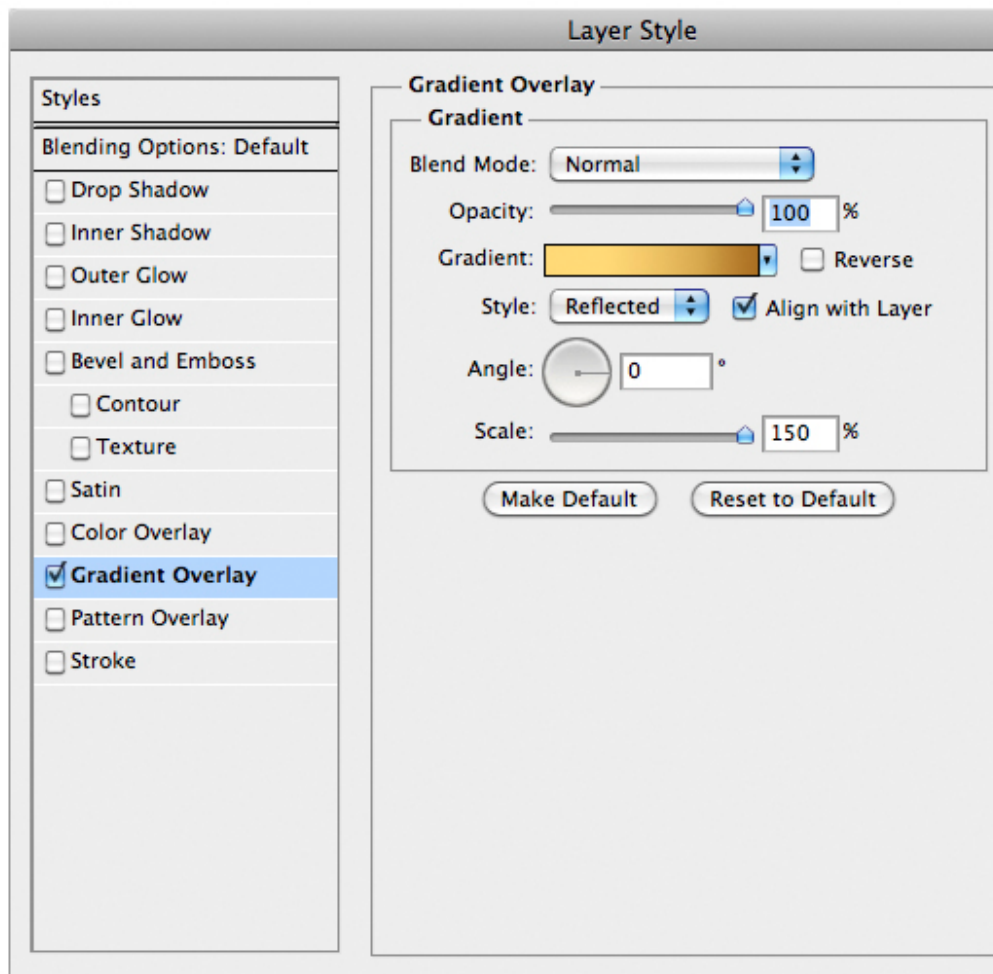 Layer Style
Styles
Blending Options: Default
Drop Shadow
Inner Shadow
Outer Glow
Inner Glow
Bevel and Emboss
Contour
Texture
Satin
Color Overlay
Gradient Overlay
Pattern Overlay
Stroke
Gradient Overlay
Gradient
Blend Mode: Normal
Opacity: 100 %
Gradient: Reverse
Style: Reflected Align with Layer
Angle: 0 °
Scale: 150 %
Make Default Reset to Default